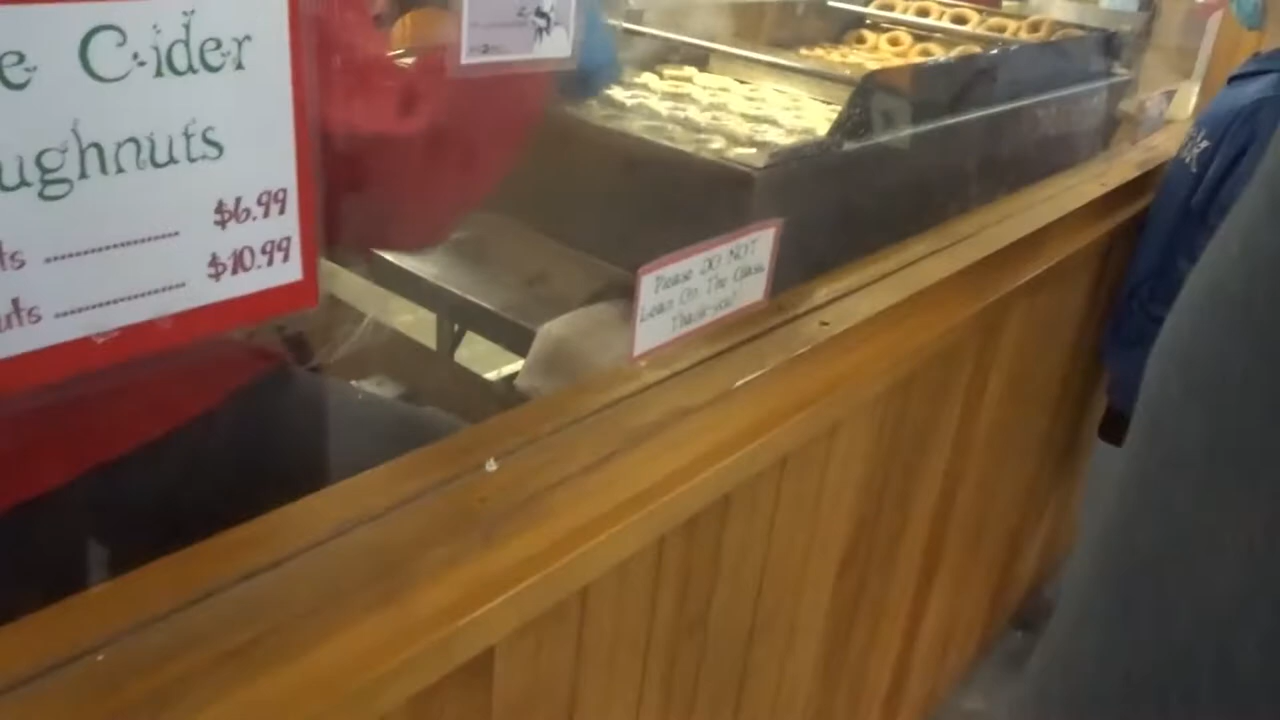 e Cider
ughnuts
ts ................ $6.99
uts ................ $10.99
Please DO NOT
Lean On The Glass
Thank-you!